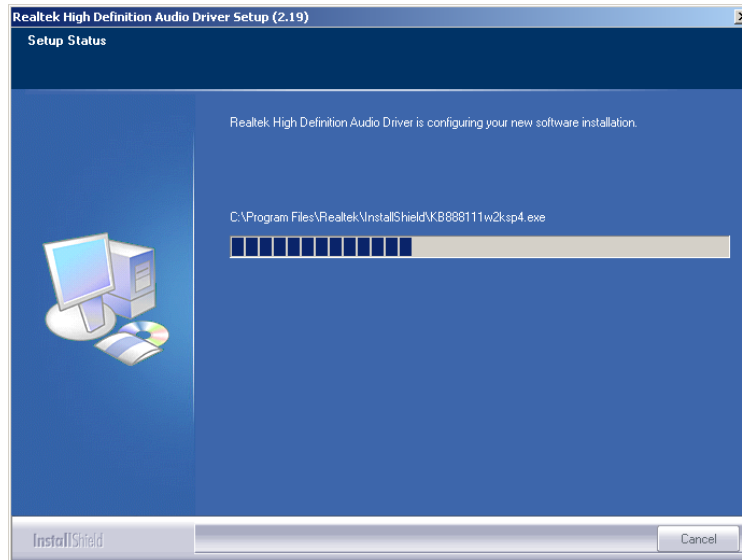 Realtek High Definition Audio Driver Setup (2.19)
Setup Status
Realtek High Definition Audio Driver is configuring your new software installation.
C:\Program Files\Realtek\InstallShield\KB888111w2ksp4.exe
InstallShield
Cancel